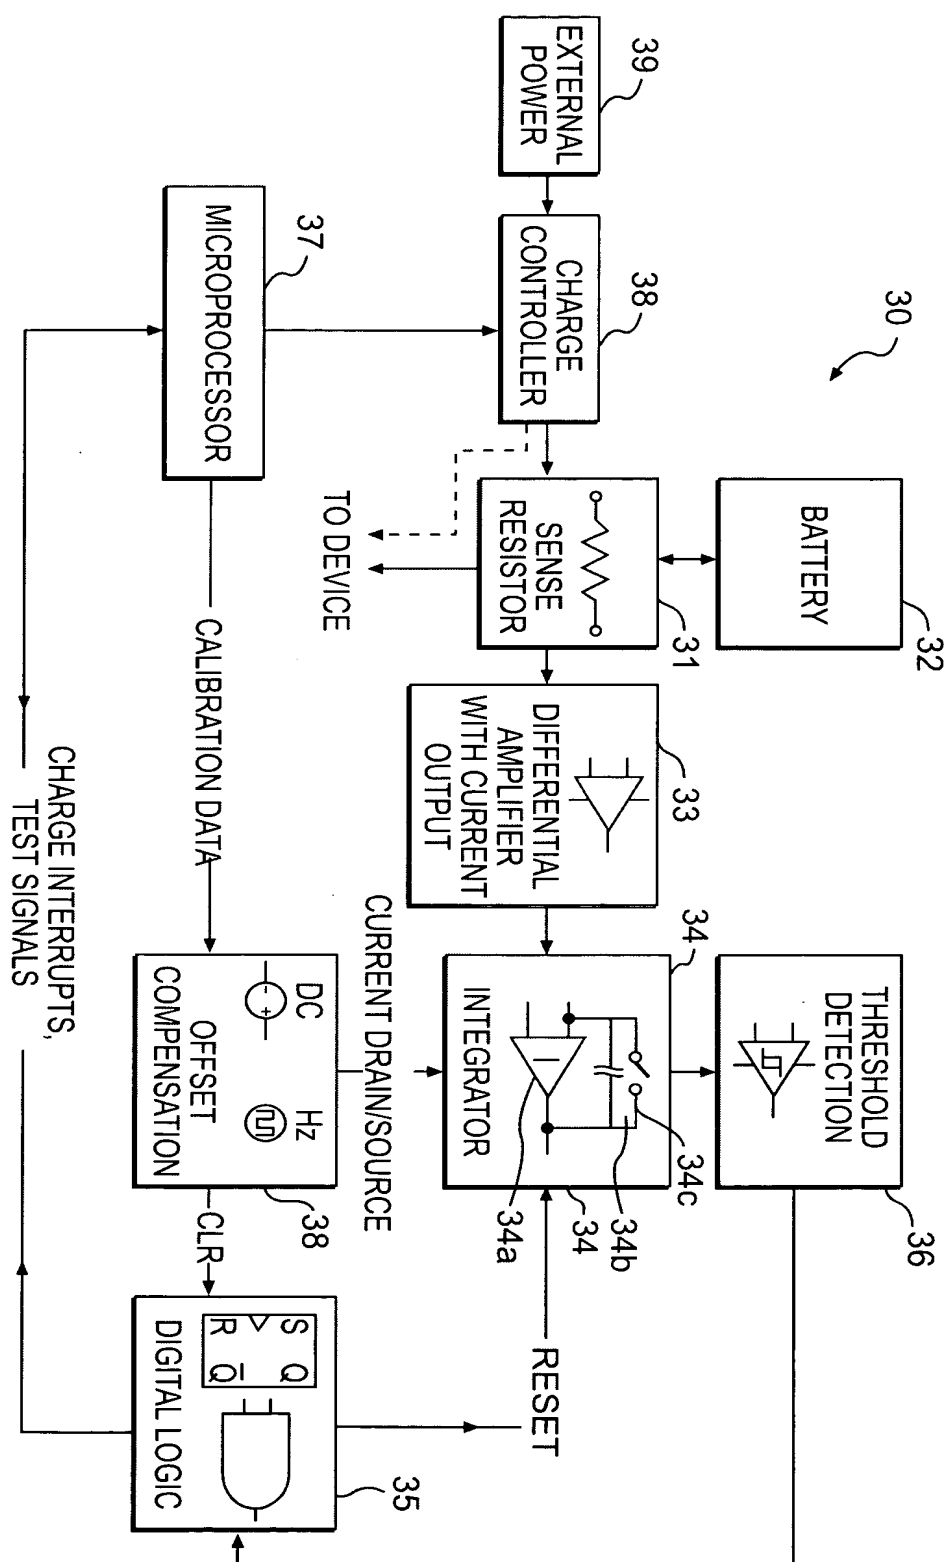 30
EXTERNAL
POWER
39
CHARGE
CONTROLLER
38
BATTERY
32
SENSE
RESISTOR
31
TO DEVICE
DIFFERENTIAL
AMPLIFIER
WITH CURRENT
OUTPUT
33
34
INTEGRATOR
34a
34
34b
34c
THRESHOLD
DETECTION
36
MICROPROCESSOR
37
CALIBRATION DATA
DC
Hz
- +
OFFSET
COMPENSATION
38
CURRENT DRAIN/SOURCE
CLR
RESET
S Q
R Q̅
DIGITAL LOGIC
35
CHARGE INTERRUPTS,
TEST SIGNALS